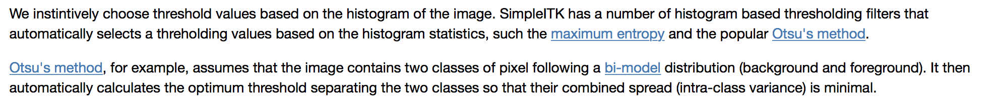 We instintively choose threshold values based on the histogram of the image. SimpleITK has a number of histogram based thresholding filters that
automatically selects a threholding values based on the histogram statistics, such the maximum entropy and the popular Otsu's method.
Otsu's method, for example, assumes that the image contains two classes of pixel following a bi-model distribution (background and foreground). It then
automatically calculates the optimum threshold separating the two classes so that their combined spread (intra-class variance) is minimal.